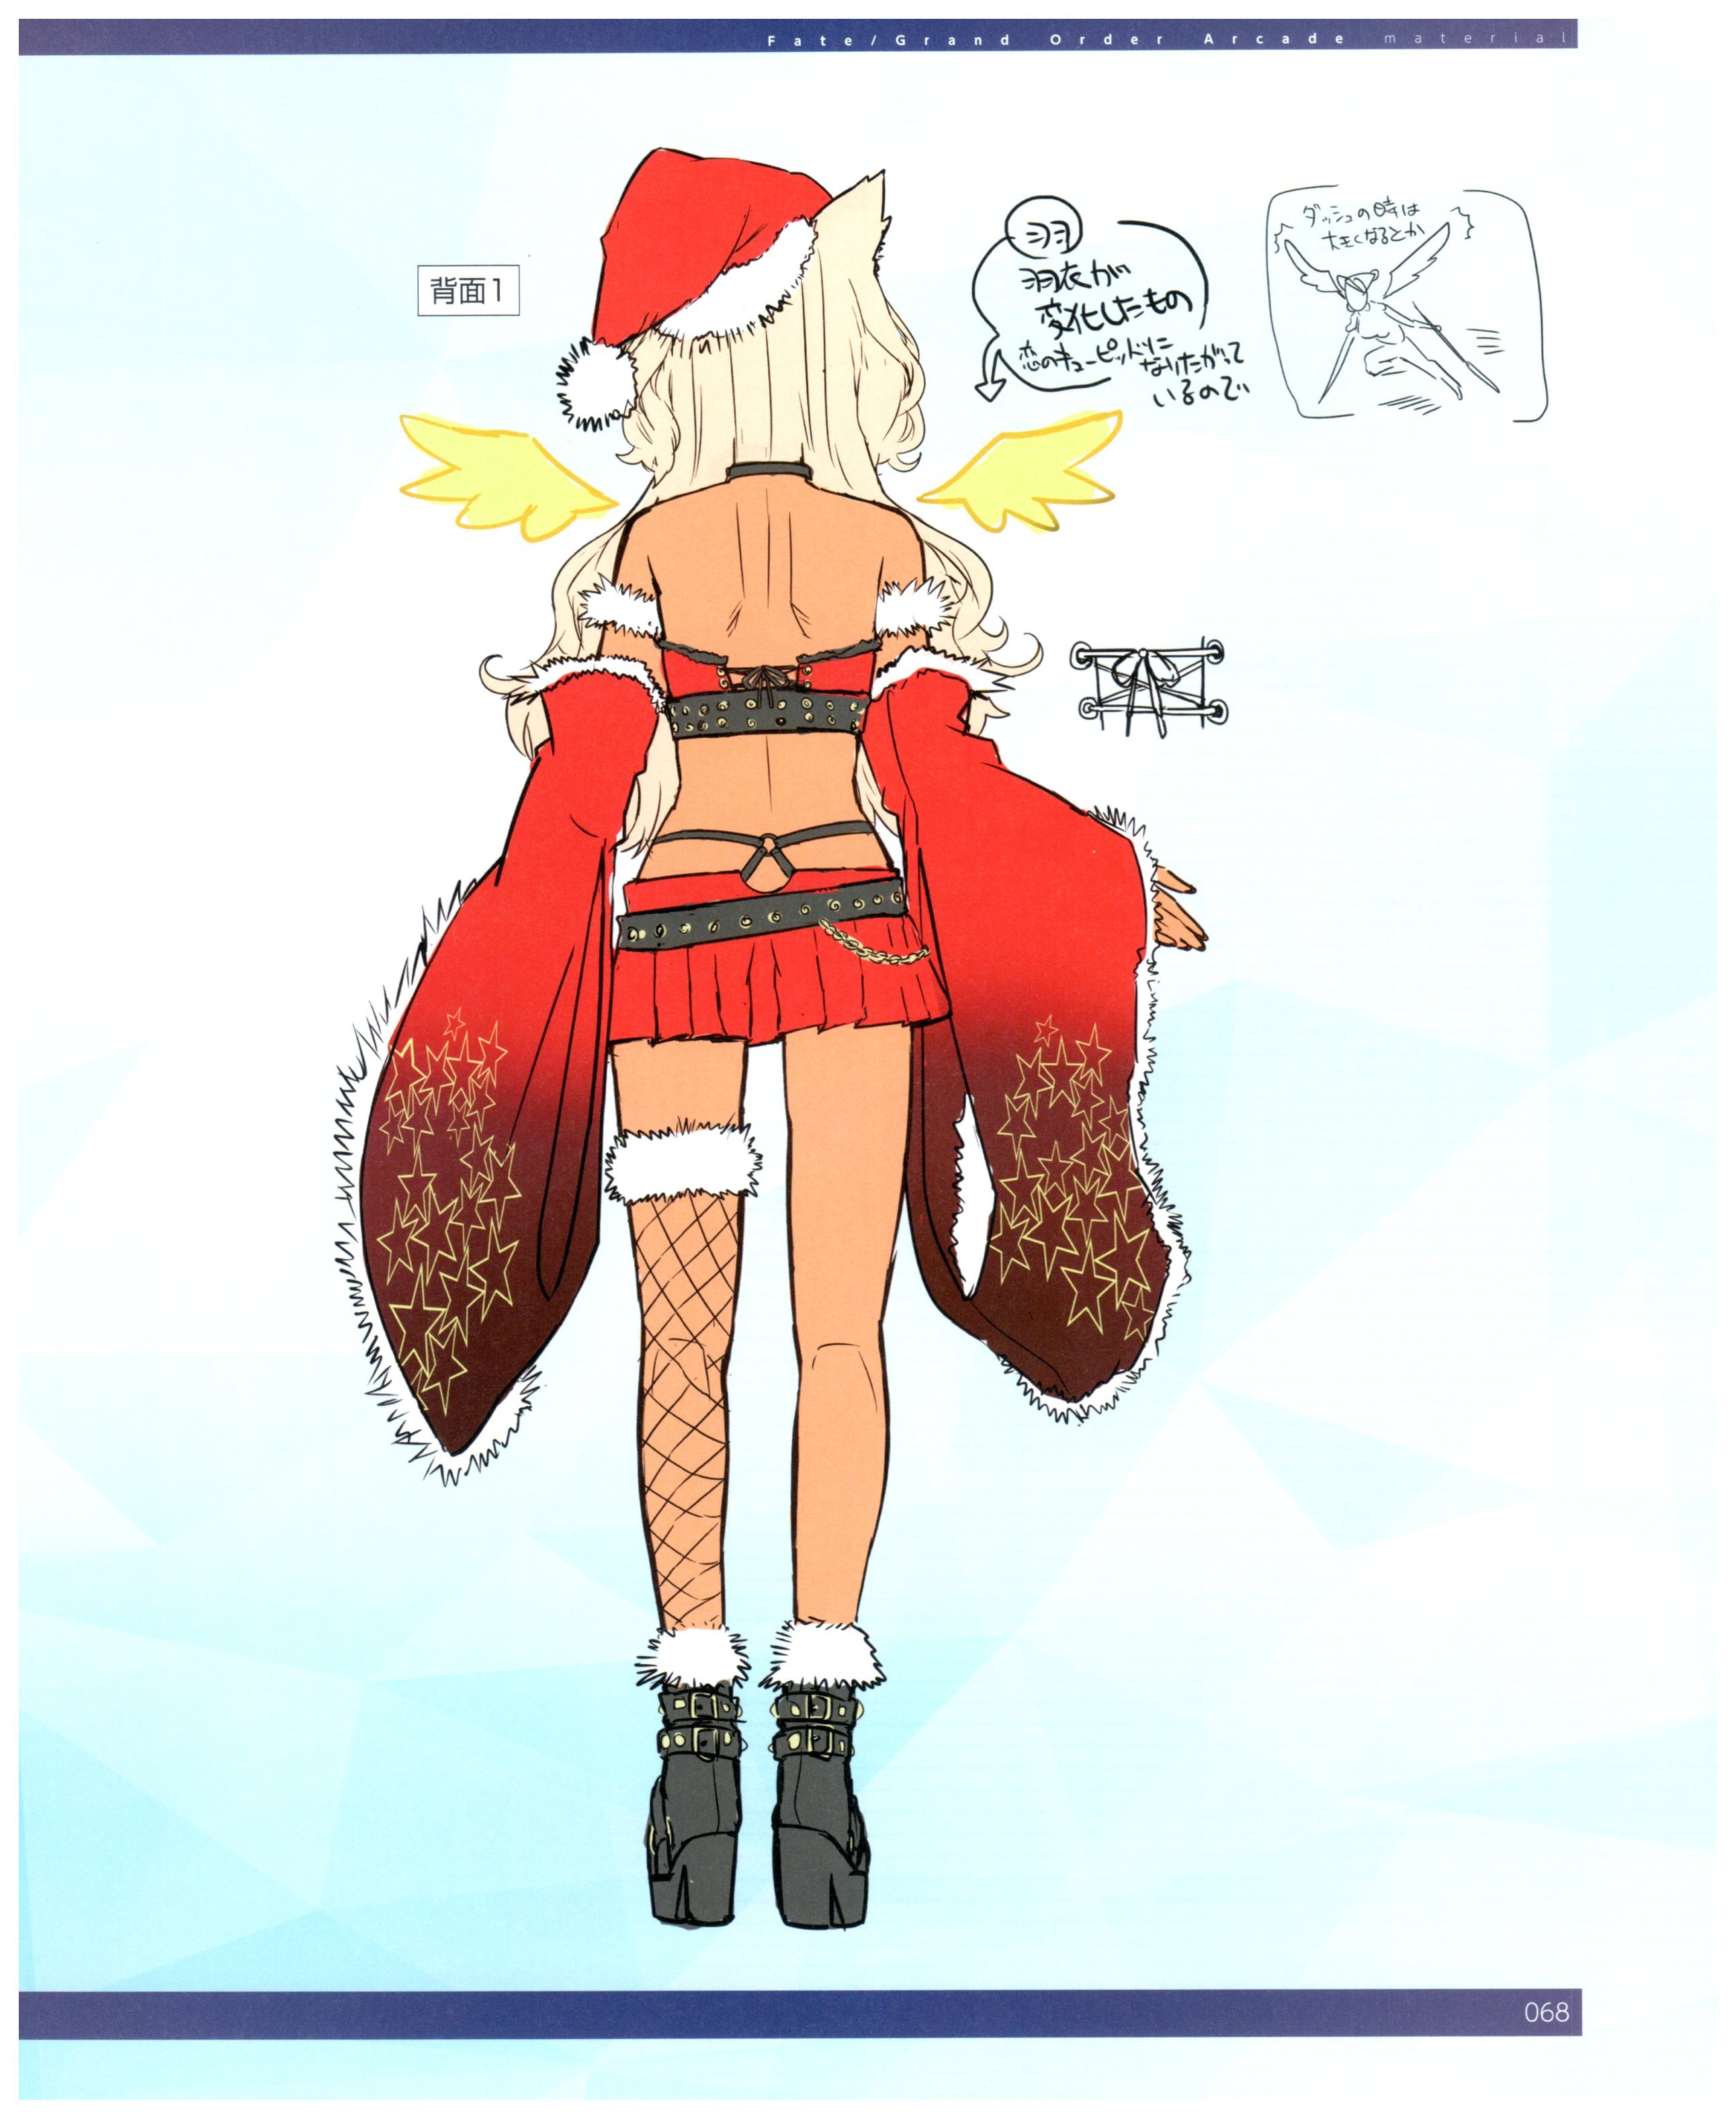 Fate/Grand Order Arcade material
背面1
羽
羽衣が
変化したもの
恋のキューピッドに
なりたがって
いるので
ダッシュの時は
大きくなるとか
068